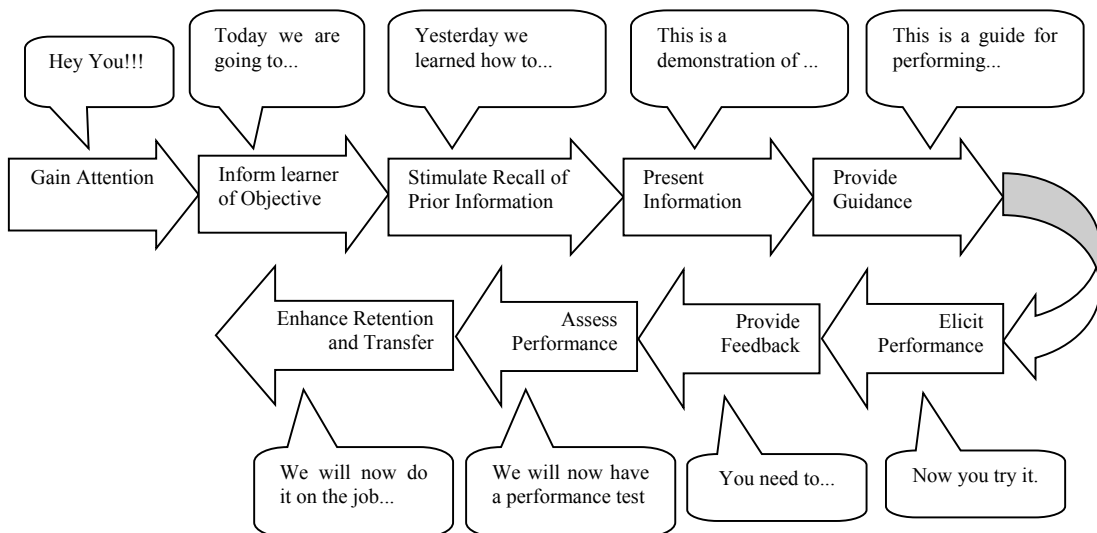 Hey You!!!
Today we are
going to...
Yesterday we
learned how to...
This is a
demonstration of ...
This is a guide for
performing...
Gain Attention
Inform learner
of Objective
Stimulate Recall of
Prior Information
Present
Information
Provide
Guidance
Elicit
Performance
Provide
Feedback
Assess
Performance
Enhance Retention
and Transfer
Now you try it.
You need to...
We will now have
a performance test
We will now do
it on the job...